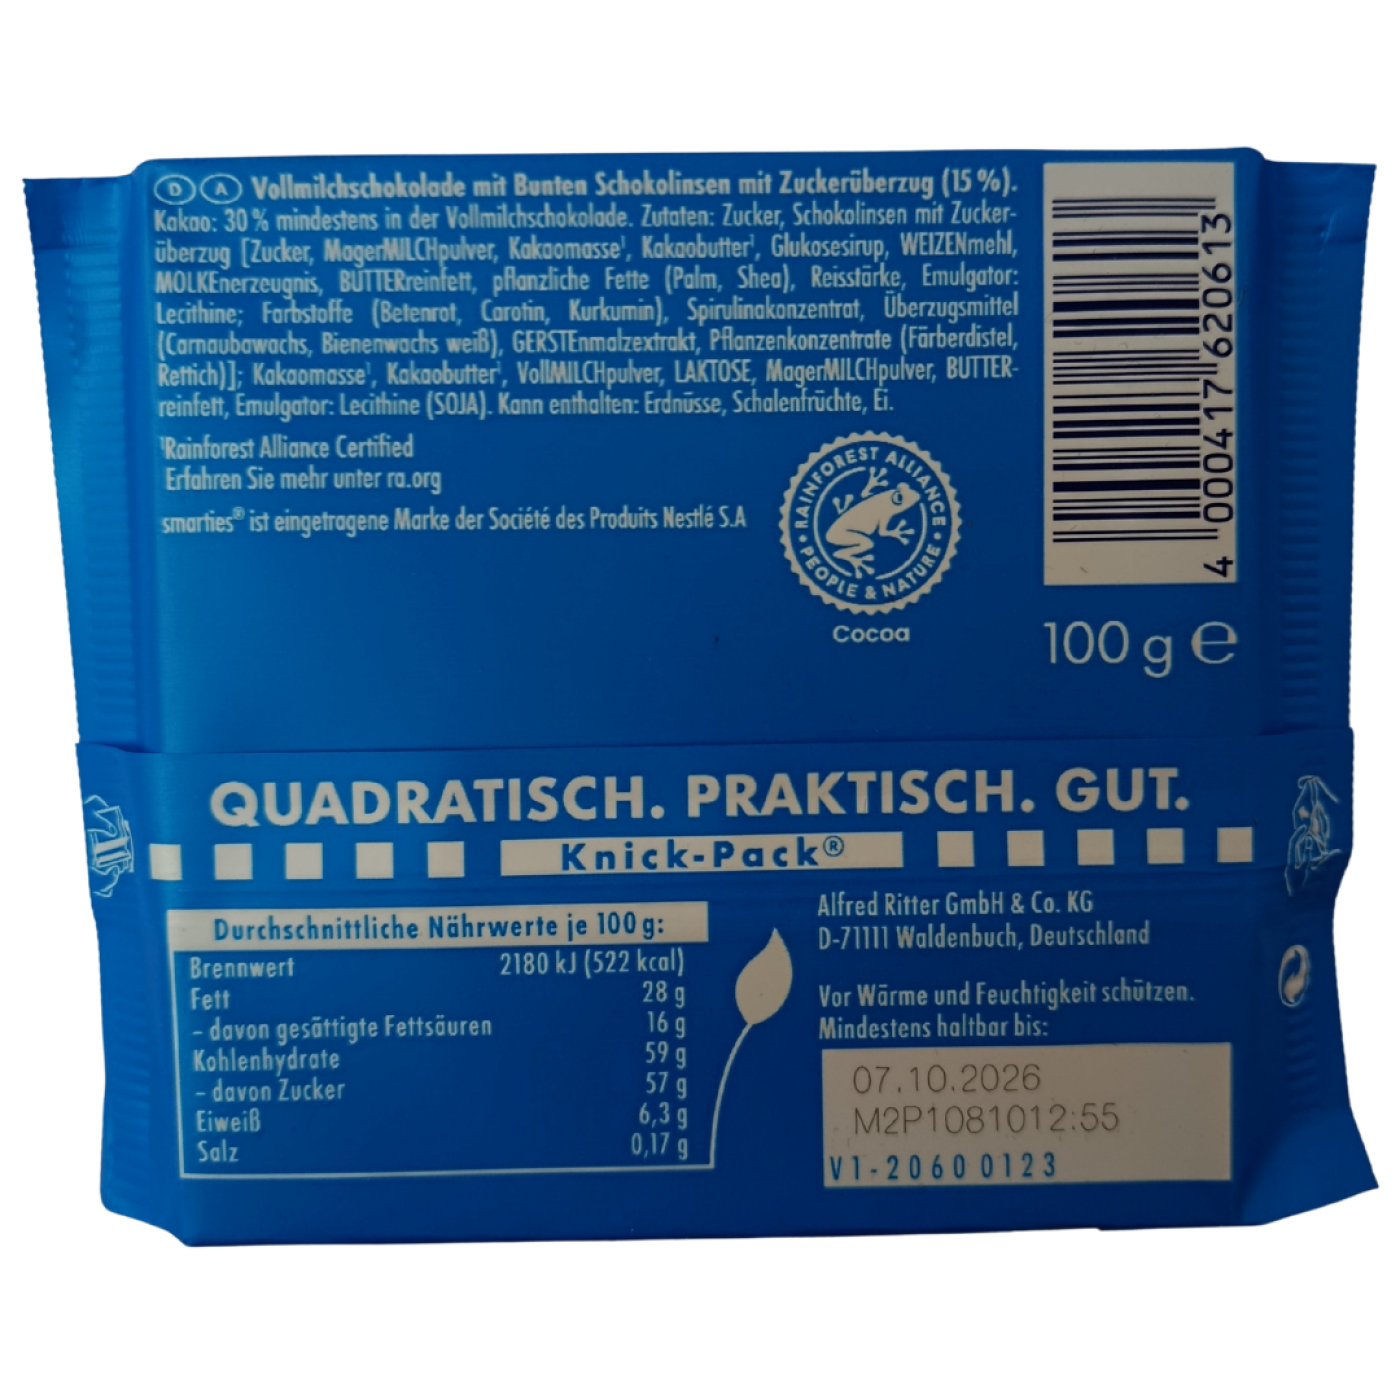 D A Vollmilchschokolade mit Bunten Schokolinsen mit Zuckerüberzug (15 %).
Kakao: 30 % mindestens in der Vollmilchschokolade. Zutaten: Zucker, Schokolinsen mit Zucker-
überzug [Zucker, MagerMILCHpulver, Kakaomasse¹, Kakaobutter¹, Glukosesirup, WEIZENmehl,
MOLKEnerzeugnis, BUTTERreinfett, pflanzliche Fette (Palm, Shea), Reisstärke, Emulgator:
Lecithine; Farbstoffe (Betenrot, Carotin, Kurkumin), Spirulinakonzentrat, Überzugsmittel
(Carnaubawachs, Bienenwachs weiß), GERSTEnmalzextrakt, Pflanzenkonzentrate (Färberdistel,
Rettich)]; Kakaomasse¹, Kakaobutter¹, VollMILCHpulver, LAKTOSE, MagerMILCHpulver, BUTTER-
reinfett, Emulgator: Lecithine (SOJA). Kann enthalten: Erdnüsse, Schalenfrüchte, Ei.
¹Rainforest Alliance Certified
Erfahren Sie mehr unter ra.org
smarties® ist eingetragene Marke der Société des Produits Nestlé S.A
RAINFOREST ALLIANCE
PEOPLE & NATURE
Cocoa
4 000417 620613
100 g e
QUADRATISCH. PRAKTISCH. GUT.
Knick-Pack®
Durchschnittliche Nährwerte je 100 g:
Brennwert 2180 kJ (522 kcal)
Fett 28 g
– davon gesättigte Fettsäuren 16 g
Kohlenhydrate 59 g
– davon Zucker 57 g
Eiweiß 6,3 g
Salz 0,17 g
Alfred Ritter GmbH & Co. KG
D-71111 Waldenbuch, Deutschland
Vor Wärme und Feuchtigkeit schützen.
Mindestens haltbar bis:
07.10.2026
M2P1081012:55
V1-20600123